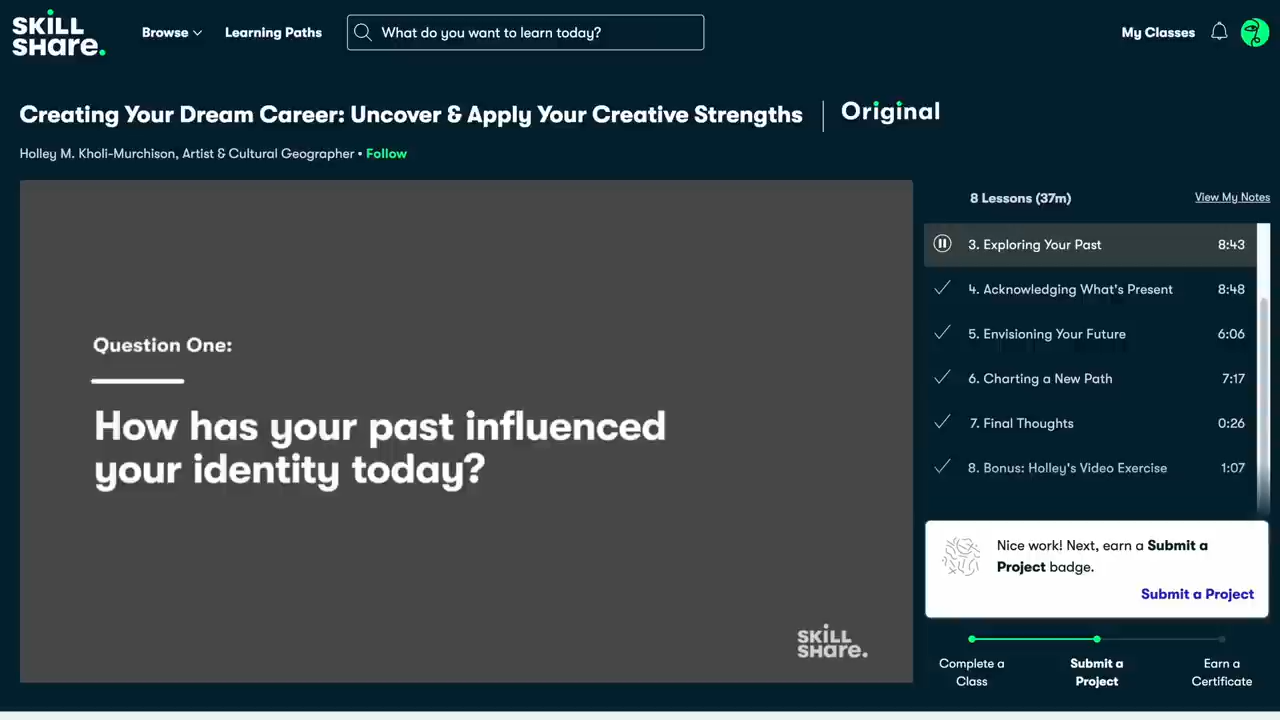 SKILL
SHare.
Browse
Learning Paths
What do you want to learn today?
My Classes
Creating Your Dream Career: Uncover & Apply Your Creative Strengths
Original
Holley M. Kholi-Murchison, Artist & Cultural Geographer • Follow
Question One:
How has your past influenced
your identity today?
SKILL
SHare.
8 Lessons (37m)
View My Notes
3. Exploring Your Past 8:43
4. Acknowledging What's Present 8:48
5. Envisioning Your Future 6:06
6. Charting a New Path 7:17
7. Final Thoughts 0:26
8. Bonus: Holley's Video Exercise 1:07
Nice work! Next, earn a Submit a
Project badge.
Submit a Project
Complete a
Class
Submit a
Project
Earn a
Certificate